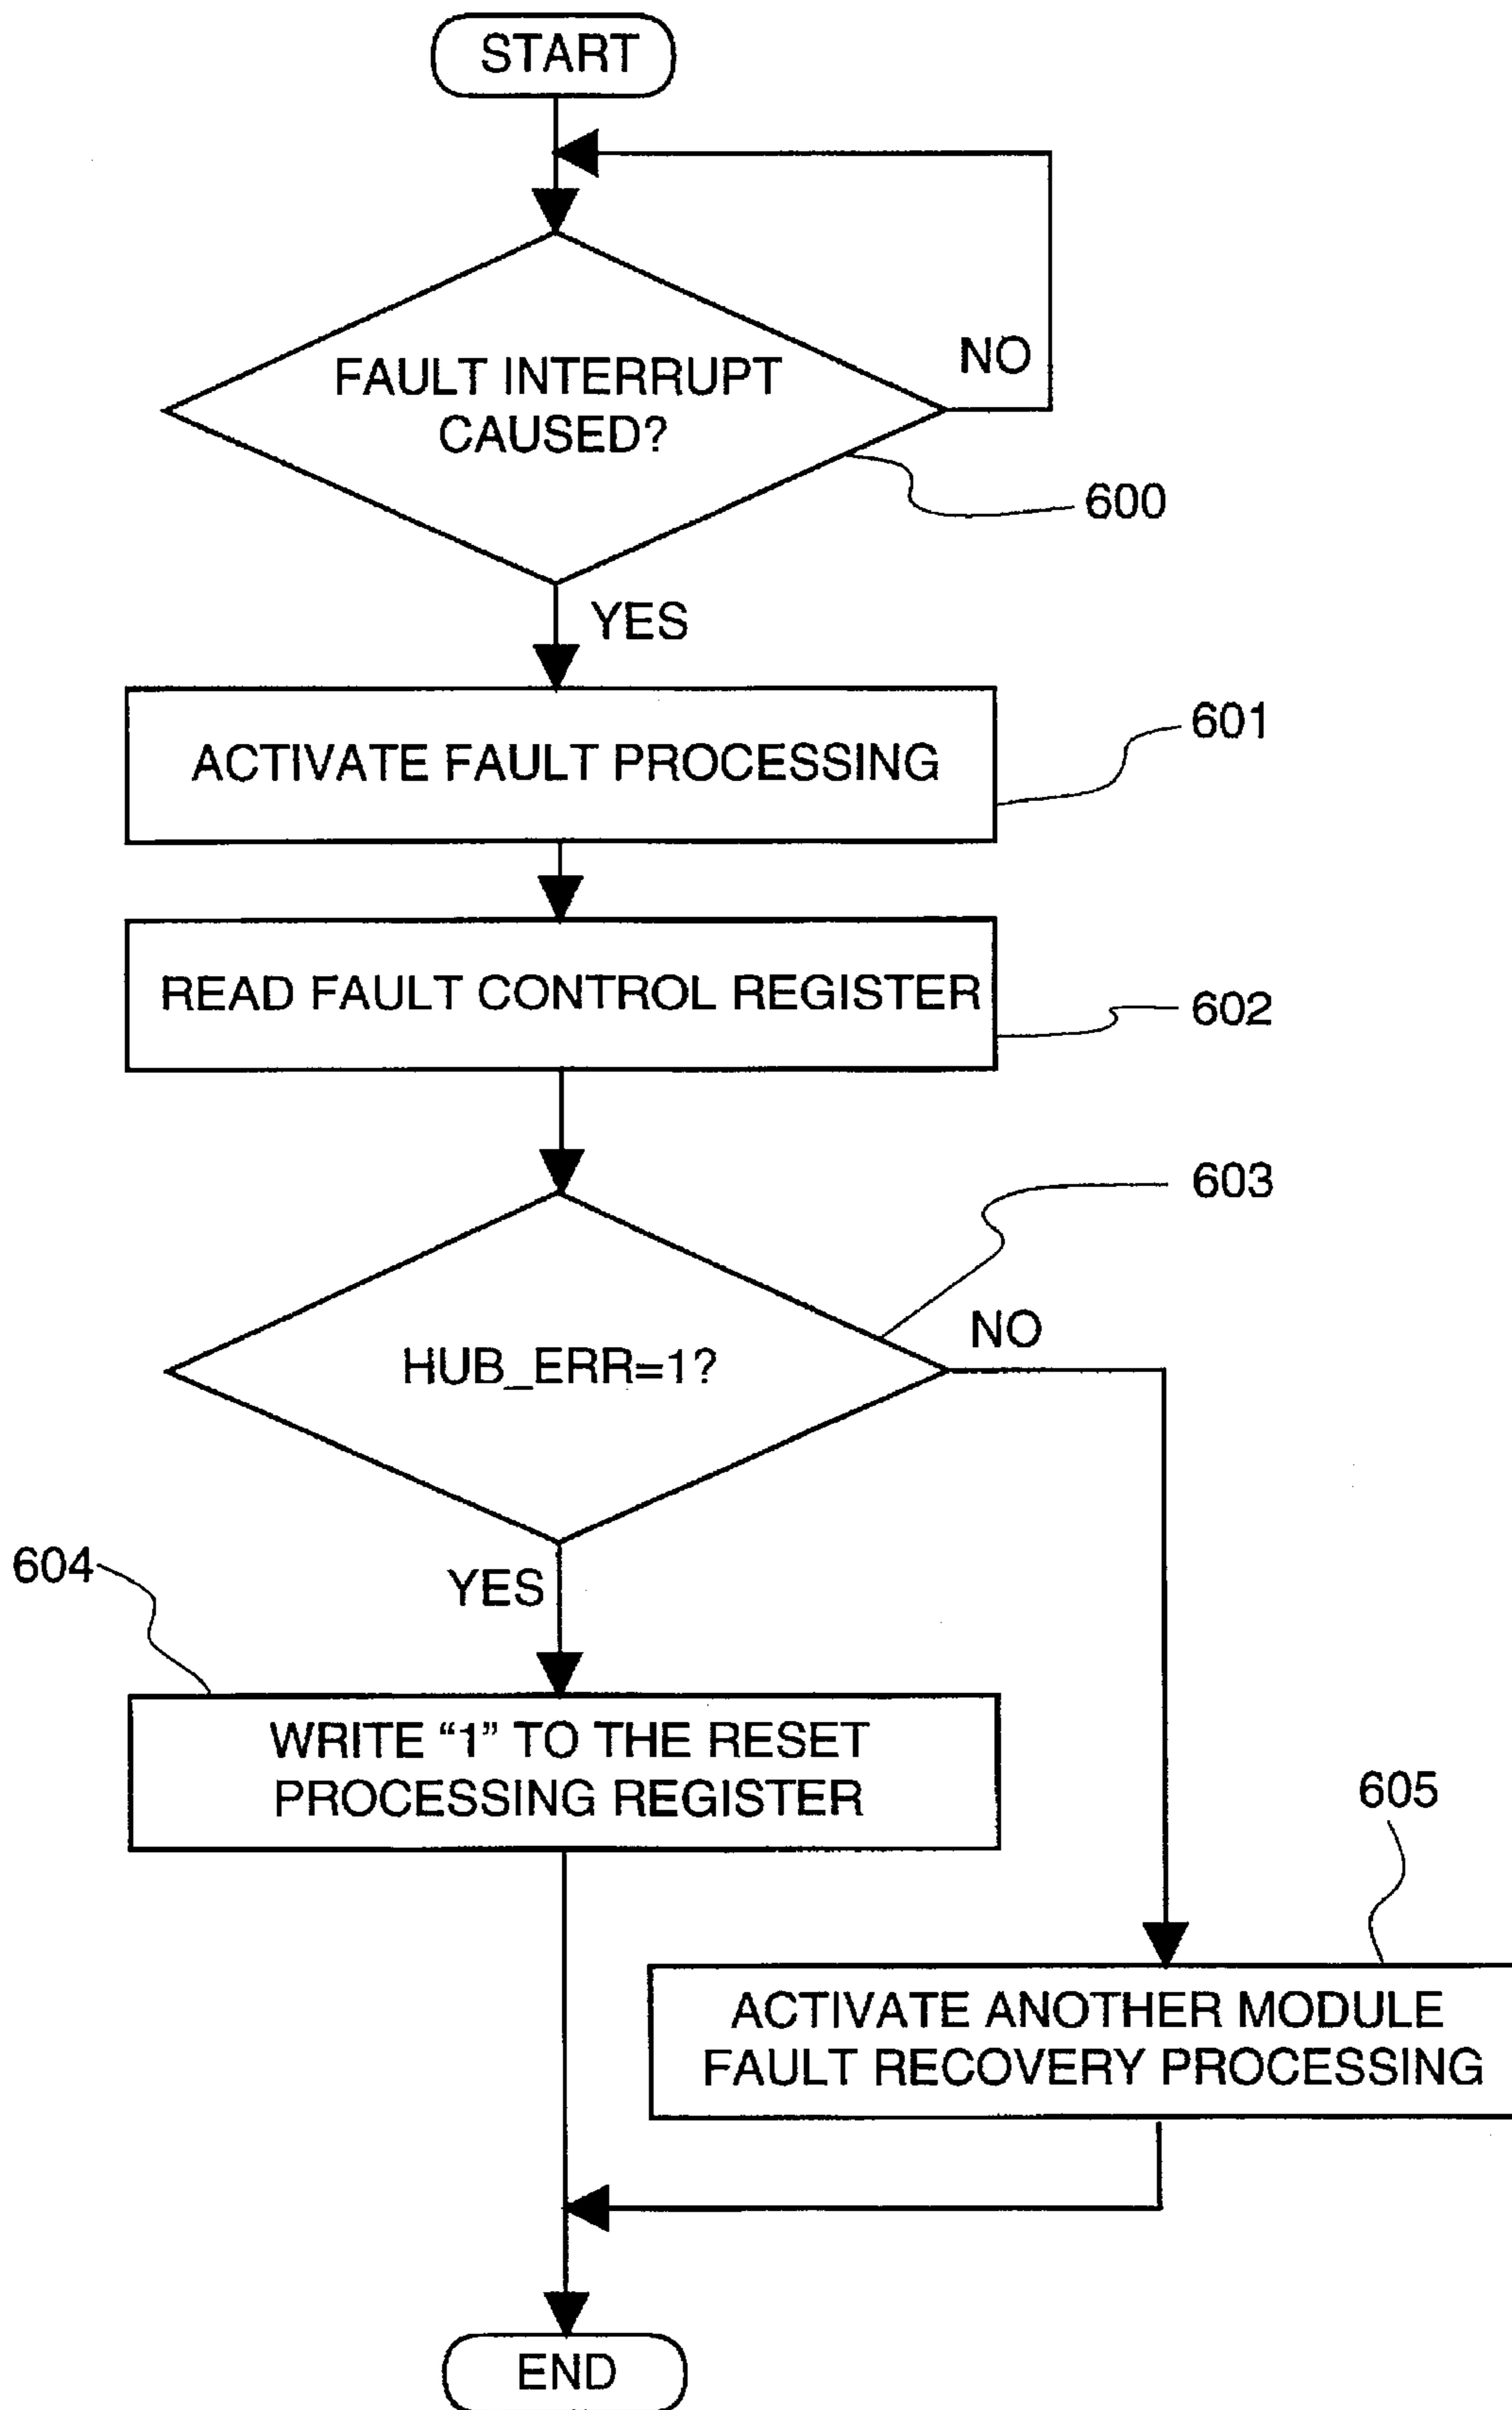 START
FAULT INTERRUPT
CAUSED?
NO
600
YES
ACTIVATE FAULT PROCESSING
601
READ FAULT CONTROL REGISTER
602
603
HUB_ERR=1?
NO
604
YES
WRITE “1” TO THE RESET
PROCESSING REGISTER
605
ACTIVATE ANOTHER MODULE
FAULT RECOVERY PROCESSING
END